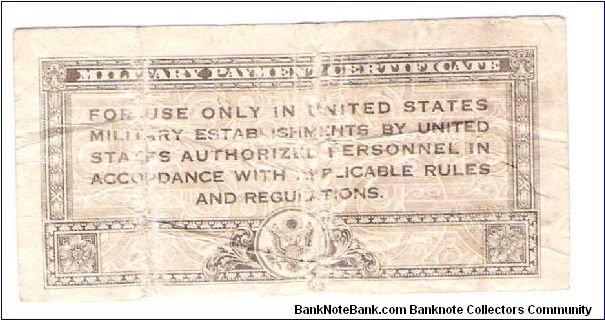 MILITARY PAYMENT CERTIFICATE
FOR USE ONLY IN UNITED STATES
MILITARY ESTABLISHMENTS BY UNITED
STATES AUTHORIZED PERSONNEL IN
ACCORDANCE WITH APPLICABLE RULES
AND REGULATIONS.
BankNoteBank.com Banknote Collectors Community